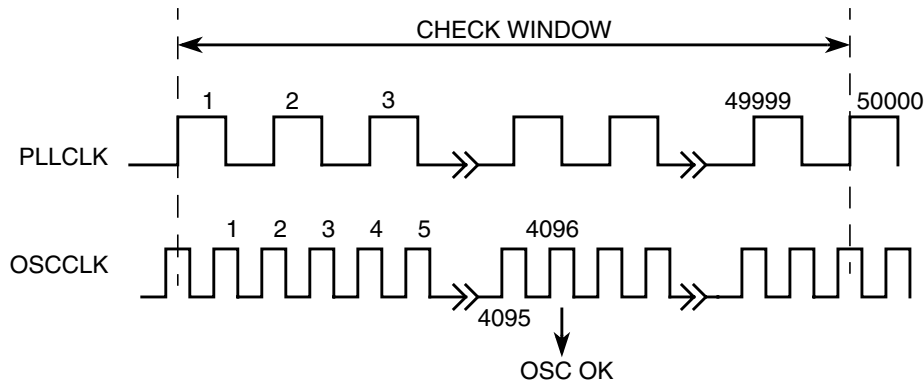 CHECK WINDOW
1 2 3 49999 50000
PLLCLK
1 2 3 4 5 4096
OSCCLK
4095
OSC OK